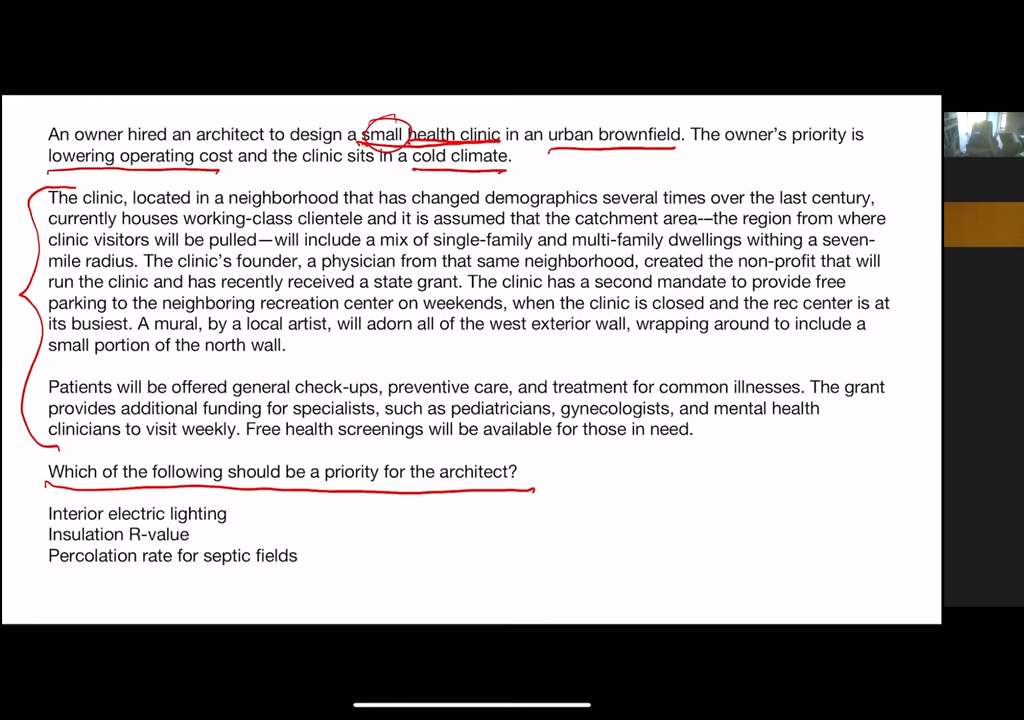 An owner hired an architect to design a small health clinic in an urban brownfield. The owner's priority is
lowering operating cost and the clinic sits in a cold climate.
The clinic, located in a neighborhood that has changed demographics several times over the last century,
currently houses working-class clientele and it is assumed that the catchment area--the region from where
clinic visitors will be pulled—will include a mix of single-family and multi-family dwellings withing a seven-
mile radius. The clinic's founder, a physician from that same neighborhood, created the non-profit that will
run the clinic and has recently received a state grant. The clinic has a second mandate to provide free
parking to the neighboring recreation center on weekends, when the clinic is closed and the rec center is at
its busiest. A mural, by a local artist, will adorn all of the west exterior wall, wrapping around to include a
small portion of the north wall.
Patients will be offered general check-ups, preventive care, and treatment for common illnesses. The grant
provides additional funding for specialists, such as pediatricians, gynecologists, and mental health
clinicians to visit weekly. Free health screenings will be available for those in need.
Which of the following should be a priority for the architect?
Interior electric lighting
Insulation R-value
Percolation rate for septic fields